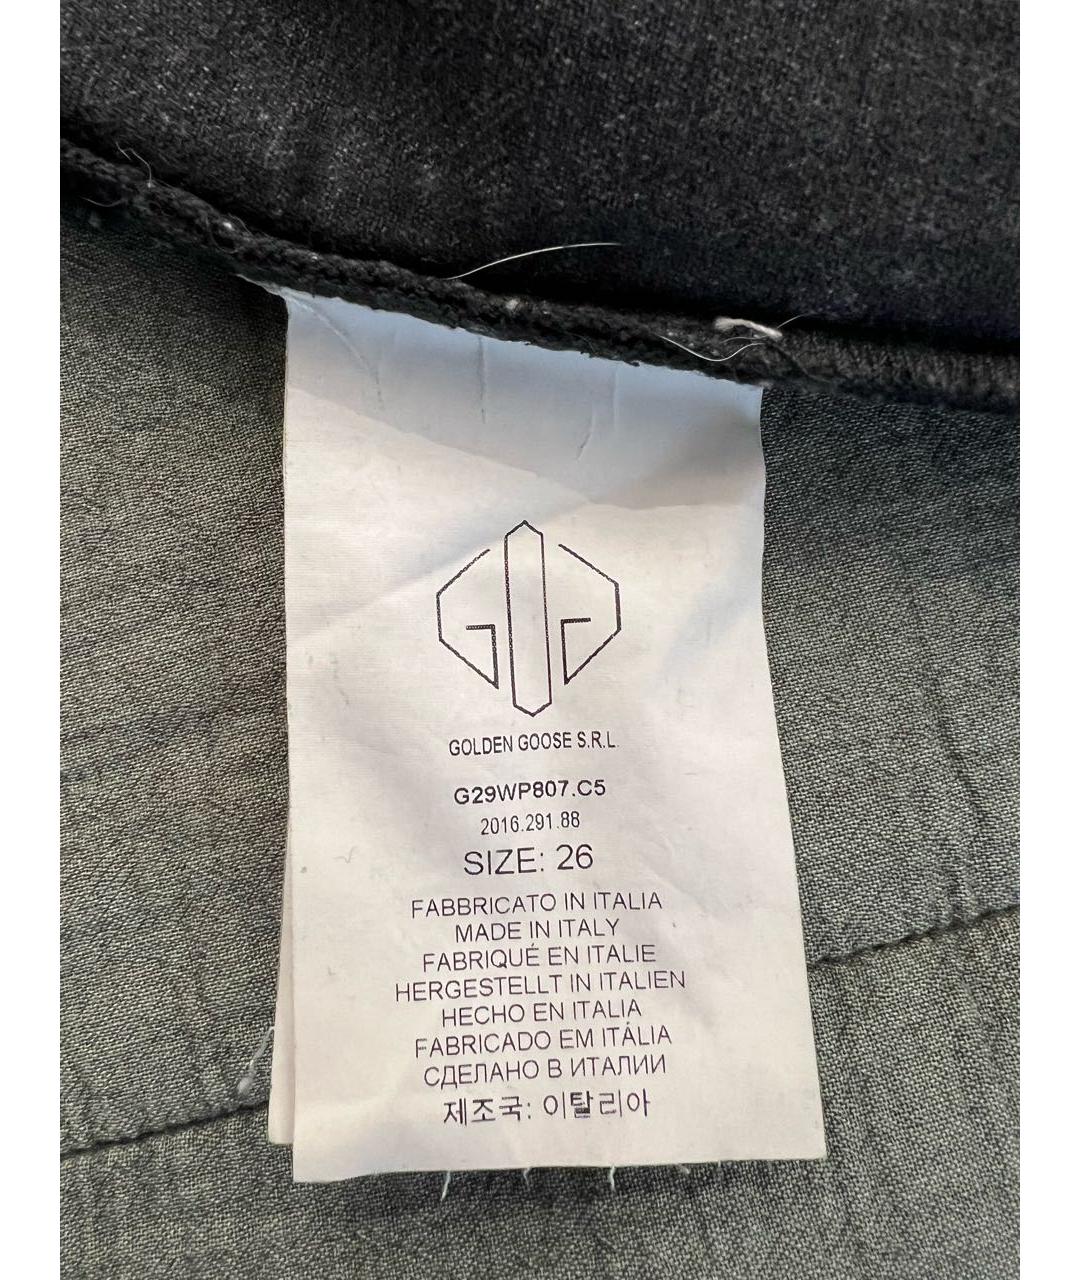 GOLDEN GOOSE S.R.L.
G29WP807.C5
2016.291.88
SIZE: 26
FABBRICATO IN ITALIA
MADE IN ITALY
FABRIQUÉ EN ITALIE
HERGESTELLT IN ITALIEN
HECHO EN ITALIA
FABRICADO EM ITÁLIA
СДЕЛАНО В ИТАЛИИ
제조국: 이탈리아